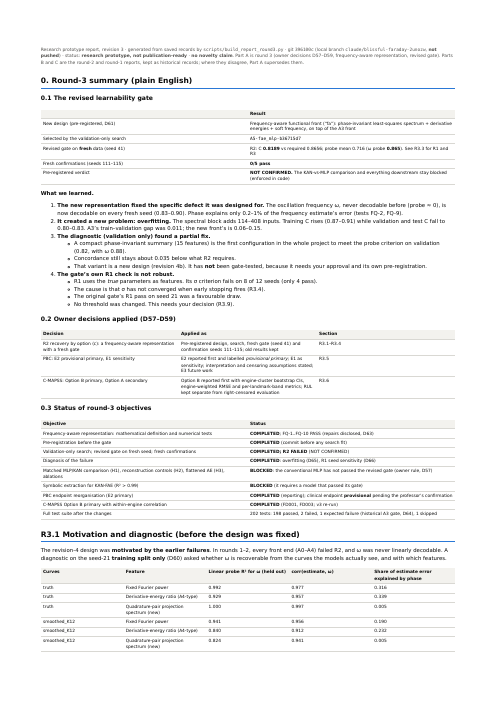 Research prototype report, revision 3 · generated from saved records by scripts/build_report_round3.py · git 396380c (local branch claude/blissful-faraday-2uoxsw, not
pushed) · status: research prototype, not publication-ready · no novelty claim. Part A is round 3 (owner decisions D57–D59, frequency-aware representation, gate revised). Parts
B and C are the round-2 and round-1 reports, kept as historical records; where they disagree, Part A supersedes them.
0. Round-3 summary (plain English)
0.1 The revised learnability gate
Result
New design (pre-registered, D61)
Frequency-aware functional front ("fa"): phase-invariant least-squares spectrum + derivative
energies + soft frequency, on top of the A3 front
Selected by the validation-only search
Revised gate on fresh data (seed 41)
R2: C 0.8189 vs required 0.8656; probe mean 0.716 (ω probe 0.865). See R3.3 for R1 and
R3
Fresh confirmations (seeds 111–115)
0/5 pass
Pre-registered verdict
NOT CONFIRMED. The KAN-vs-MLP comparison and everything downstream stay blocked
(enforced in code)
What we learned.
1. The new representation fixed the specific defect it was designed for. The oscillation frequency ω, never decodable before (probe ≈ 0), is
now decodable on every fresh seed (0.83–0.90). Phase explains only 0.2–1% of the frequency estimate's error (tests FQ-2, FQ-9).
2. It created a new problem: overfitting. The spectral block adds 114–408 inputs. Training C rises (0.87–0.91) while validation and test C fall to
0.80–0.83. A3's train-validation gap was 0.011; the new front's is 0.06–0.15.
3. The diagnostic (validation only) found a partial fix.
A compact phase-invariant summary (15 features) is the first configuration in the whole project to meet the probe criterion on validation
(0.82, with ω 0.88).
Concordance still stays about 0.035 below what R2 requires.
That variant is a new design (revision 4b). It has not been gate-tested, because it needs your approval and its own pre-registration.
4. The gate's own R1 check is not robust.
R1 uses the true parameters as features. Its σ criterion fails on 8 of 12 seeds (only 4 pass).
The cause is that fits not converged when early stopping fires (R3.4).
The original gate's R1 pass on seed 21 was a favourable draw.
No threshold was changed. This needs your decision (R3.9).
0.2 Owner decisions applied (D57–D59)
Decision
Applied as
Section
R2 recovery by option (c): a frequency-aware representation
with a fresh gate
Pre-registered design, search, fresh gate (seed 41) and
confirmation seeds 111–115; old results kept
R3.1–R3.4
PBC: E2 provisional primary, E1 sensitivity
E2 reported first and labelled provisional primary; E1 as
sensitivity, interpretation and censoring assumptions stated;
E3 future work
R3.5
C-MAPSS: Option B primary, Option A secondary
Option B reported first with engine-cluster bootstrap CIs,
engine-weighted RMSE and per-landmark metrics; RUL
kept separate from right-censored evaluation
R3.6
0.3 Status of round-3 objectives
Objective
Status
Frequency-aware representation: mathematical definition and numerical tests
COMPLETED; FQ-1..FQ-10 PASS (repairs disclosed, D63)
Pre-registration before the gate
COMPLETED (commit before any search fit)
Validation-only search; revised gate on fresh seed, fresh confirmations
COMPLETED; R2 FAILED (NOT CONFIRMED)
Diagnosis of the failure
COMPLETED: overfitting (D65), R1 seed sensitivity (D66)
Matched MLP/KAN comparison (H1), reconstruction controls (H2), flattened AE (H3),
ablations
BLOCKED: the conventional MLP has not passed the revised gate (owner rule, D57)
Symbolic extraction for KAN-FAE (R² > 0.99)
BLOCKED (it requires a model that passed its gate)
PBC endpoint reorganisation (E2 primary)
COMPLETED (reporting); clinical endpoint provisional pending the professor's confirmation
C-MAPSS Option B primary with within-engine correlation
COMPLETED (FD001, FD003; v3 re-run)
Full test suite after the changes
202 tests: 198 passed, 2 failed, 1 expected failure (historical A3 gate, D64), 1 skipped
R3.1 Motivation and diagnostic (before the design was fixed)
The revision-4 design was motivated by the earlier failures. In rounds 1–2, every front end (A0–A4) failed R2, and ω was never linearly decodable. A
diagnostic on the seed-21 training split only (D60) asked whether ω is recoverable from the curves the models actually see, and with which features.
Curves
Feature
Linear probe R² for ω (held out)
corr(estimate, ω)
Share of estimate error
explained by phase
truth
Fixed Fourier power
0.992
0.977
0.316
truth
Derivative-energy ratio (A4-type)
0.929
0.957
0.339
truth
Quadrature-pair projection
spectrum (new)
1.000
0.997
0.005
smoothed_K12
Fixed Fourier power
0.941
0.956
0.190
smoothed_K12
Derivative-energy ratio (A4-type)
0.840
0.912
0.232
smoothed_K12
Quadrature-pair projection
spectrum (new)
0.824
0.941
0.005